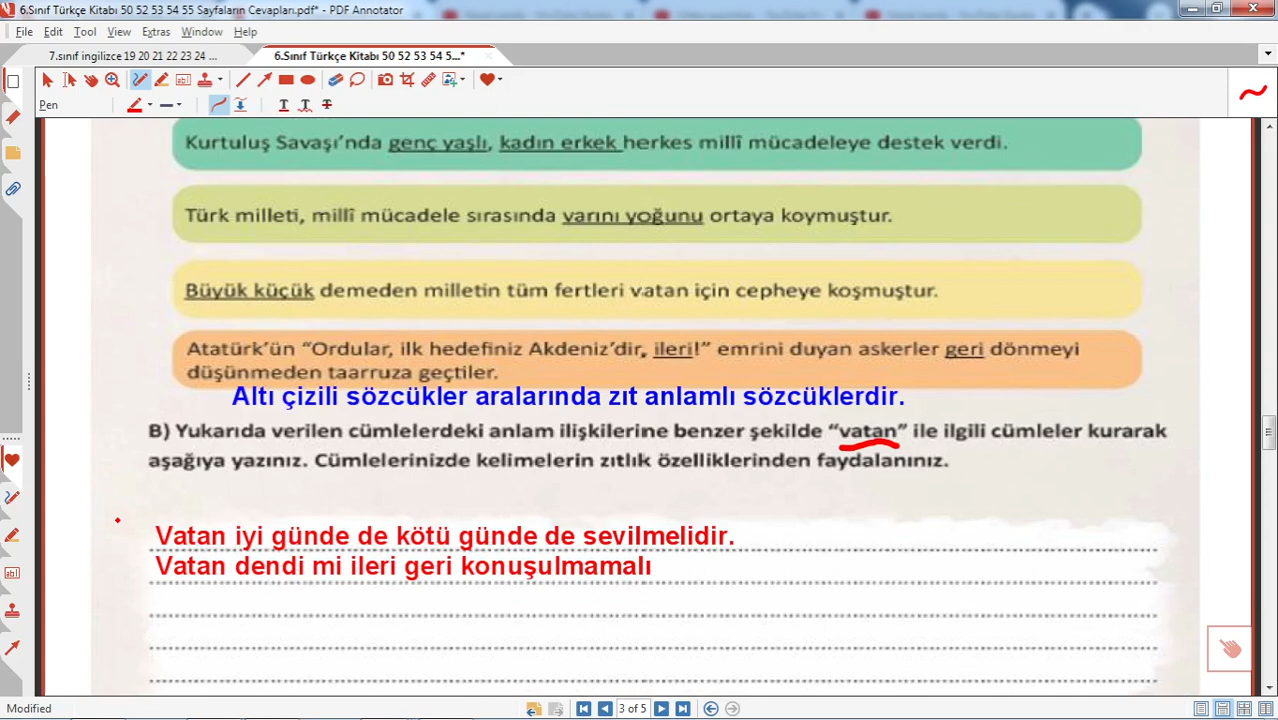 6.Sınıf Türkçe Kitabı 50 52 53 54 55 Sayfaların Cevapları.pdf* - PDF Annotator
File Edit Tool View Extras Window Help
7.sınıf ingilizce 19 20 21 22 23 24 ...
6.Sınıf Türkçe Kitabı 50 52 53 54 5...*
Pen
Kurtuluş Savaşı’nda genç yaşlı, kadın erkek herkes millî mücadeleye destek verdi.
Türk milleti, millî mücadele sırasında varını yoğunu ortaya koymuştur.
Büyük küçük demeden milletin tüm fertleri vatan için cepheye koşmuştur.
Atatürk’ün “Ordular, ilk hedefiniz Akdeniz’dir, ileri!” emrini duyan askerler geri dönmeyi
düşünmeden taarruza geçtiler.
Altı çizili sözcükler aralarında zıt anlamlı sözcüklerdir.
B) Yukarıda verilen cümlelerdeki anlam ilişkilerine benzer şekilde “vatan” ile ilgili cümleler kurarak
aşağıya yazınız. Cümlelerinizde kelimelerin zıtlık özelliklerinden faydalanınız.
Vatan iyi günde de kötü günde de sevilmelidir.
Vatan dendi mi ileri geri konuşulmamalı
Modified
3 of 5